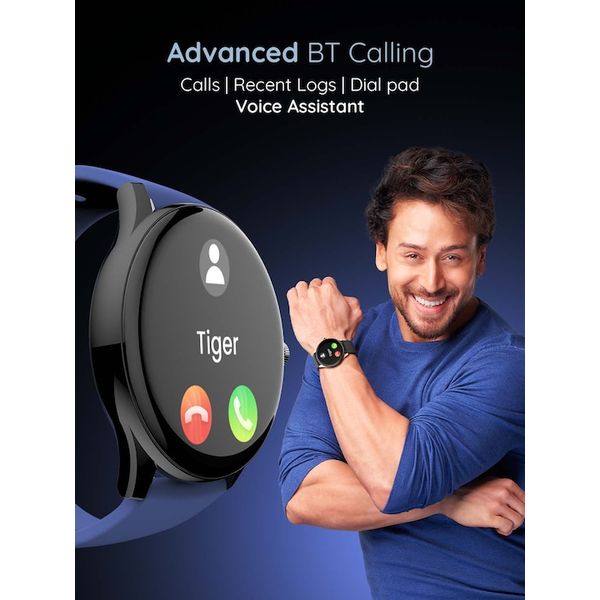 Advanced BT Calling
Calls | Recent Logs | Dial pad
Voice Assistant
Tiger